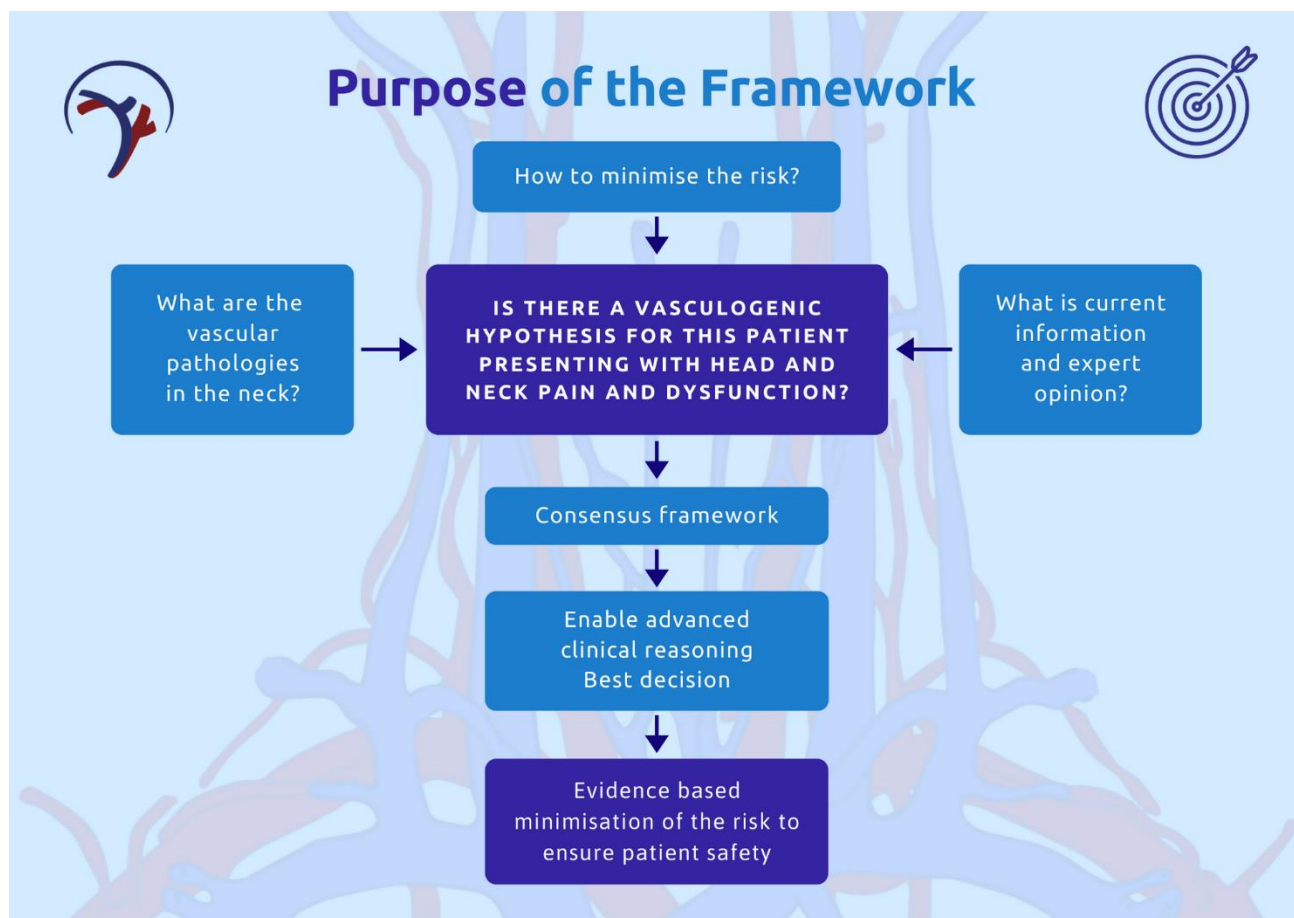 Purpose of the Framework
How to minimise the risk?
What are the
vascular
pathologies
in the neck?
IS THERE A VASCULOGENIC
HYPOTHESIS FOR THIS PATIENT
PRESENTING WITH HEAD AND
NECK PAIN AND DYSFUNCTION?
What is current
information
and expert
opinion?
Consensus framework
Enable advanced
clinical reasoning
Best decision
Evidence based
minimisation of the risk to
ensure patient safety